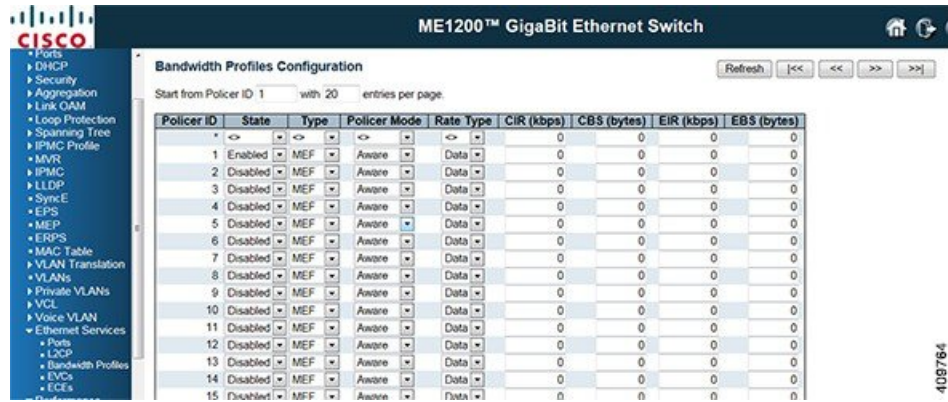 CISCO
ME1200™ GigaBit Ethernet Switch
Ports
DHCP
Security
Aggregation
Link OAM
Loop Protection
Spanning Tree
IPMC Profile
MVR
IPMC
LLDP
SyncE
EPS
MEP
ERPS
MAC Table
VLAN Translation
VLANs
Private VLANs
VCL
Voice VLAN
Ethernet Services
Ports
L2CP
Bandwidth Profiles
EVCs
ECEs
Performance
Bandwidth Profiles Configuration
Refresh |<< << >> >>|
Start from Policer ID 1 with 20 entries per page.
Policer ID State Type Policer Mode Rate Type CIR (kbps) CBS (bytes) EIR (kbps) EBS (bytes)
* <> <> <> <> 0 0 0 0
1 Enabled MEF Aware Data 0 0 0 0
2 Disabled MEF Aware Data 0 0 0 0
3 Disabled MEF Aware Data 0 0 0 0
4 Disabled MEF Aware Data 0 0 0 0
5 Disabled MEF Aware Data 0 0 0 0
6 Disabled MEF Aware Data 0 0 0 0
7 Disabled MEF Aware Data 0 0 0 0
8 Disabled MEF Aware Data 0 0 0 0
9 Disabled MEF Aware Data 0 0 0 0
10 Disabled MEF Aware Data 0 0 0 0
11 Disabled MEF Aware Data 0 0 0 0
12 Disabled MEF Aware Data 0 0 0 0
13 Disabled MEF Aware Data 0 0 0 0
14 Disabled MEF Aware Data 0 0 0 0
15 Disabled MEF Aware Data 0 0 0 0
409764